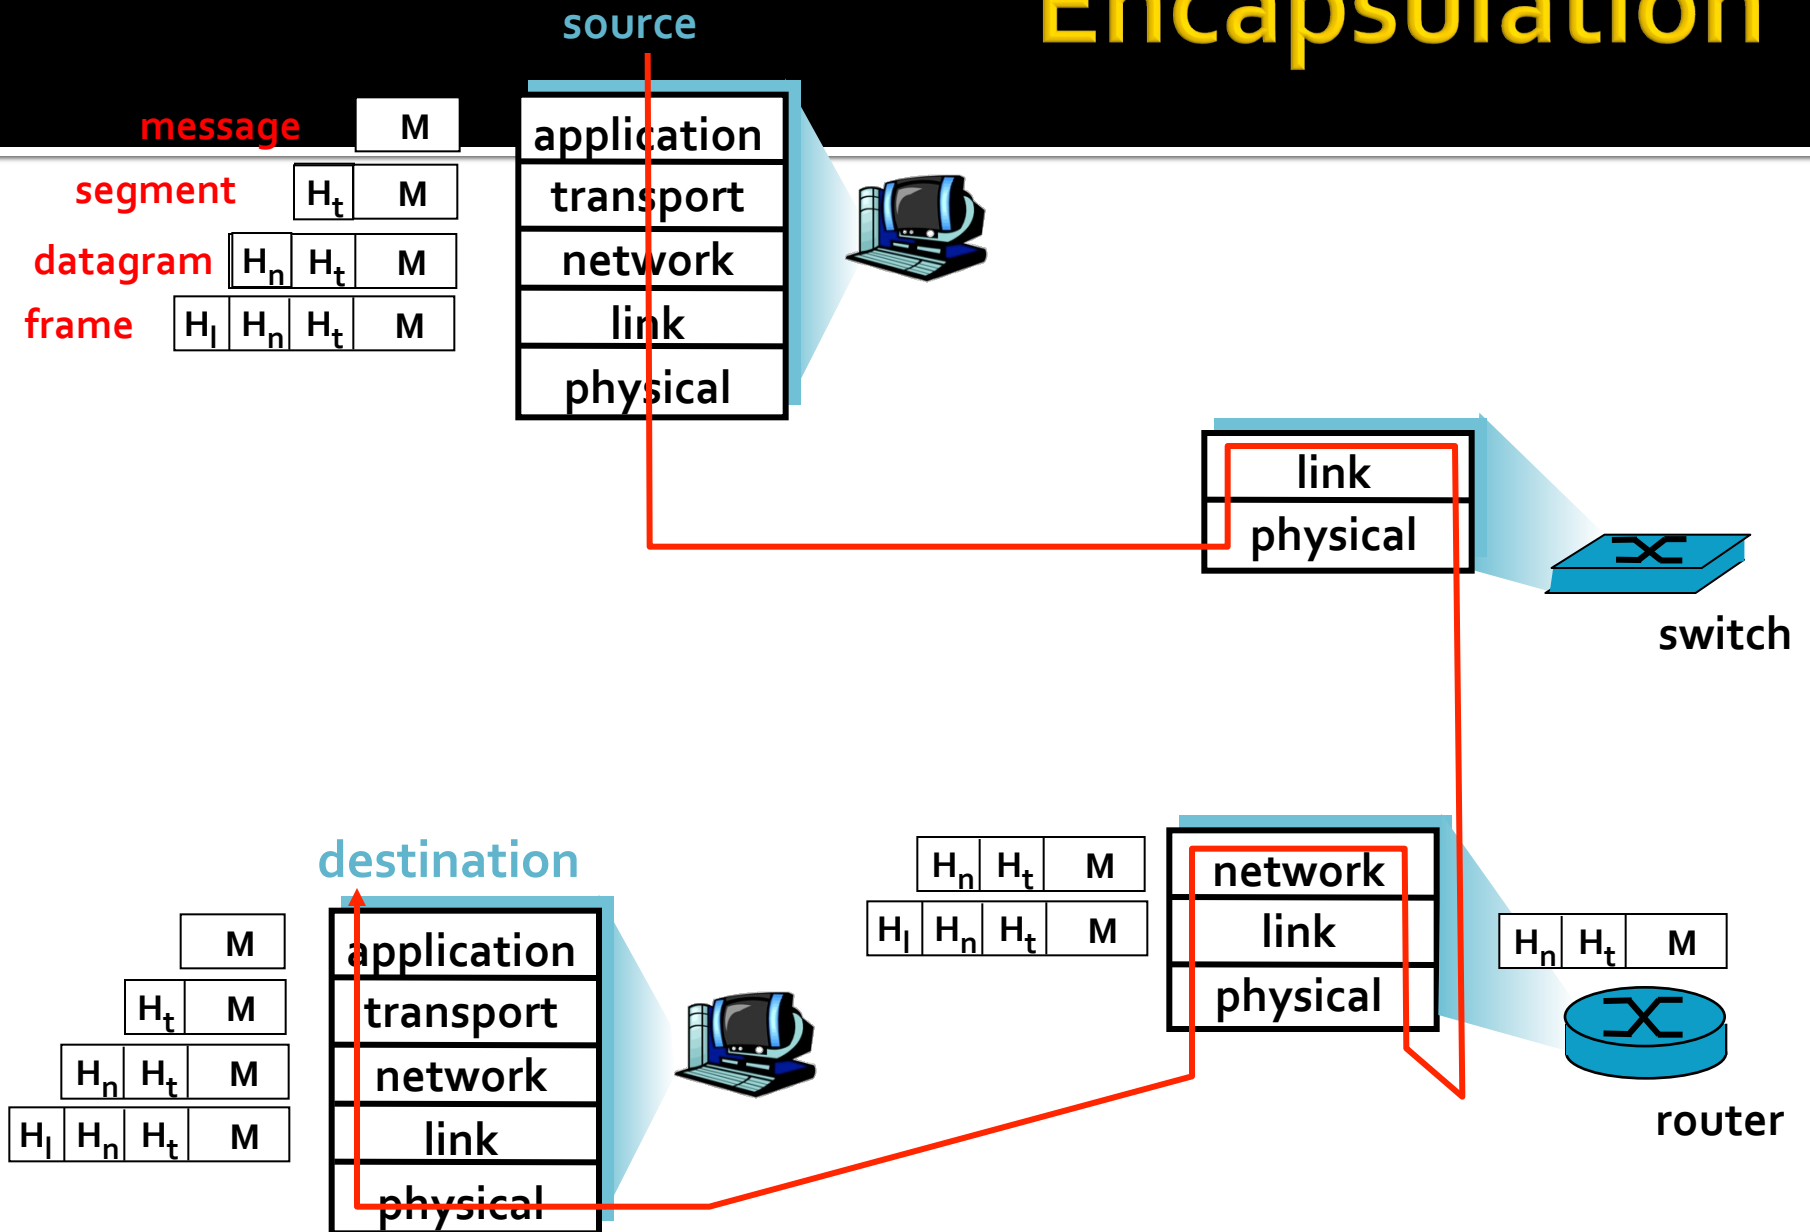 Encapsulation
source
message M
segment Ht M
datagram Hn Ht M
frame Hl Hn Ht M
application
transport
network
link
physical
link
physical
switch
Hn Ht M
Hl Hn Ht M
network
link
physical
Hn Ht M
router
destination
M
Ht M
Hn Ht M
Hl Hn Ht M
application
transport
network
link
physical